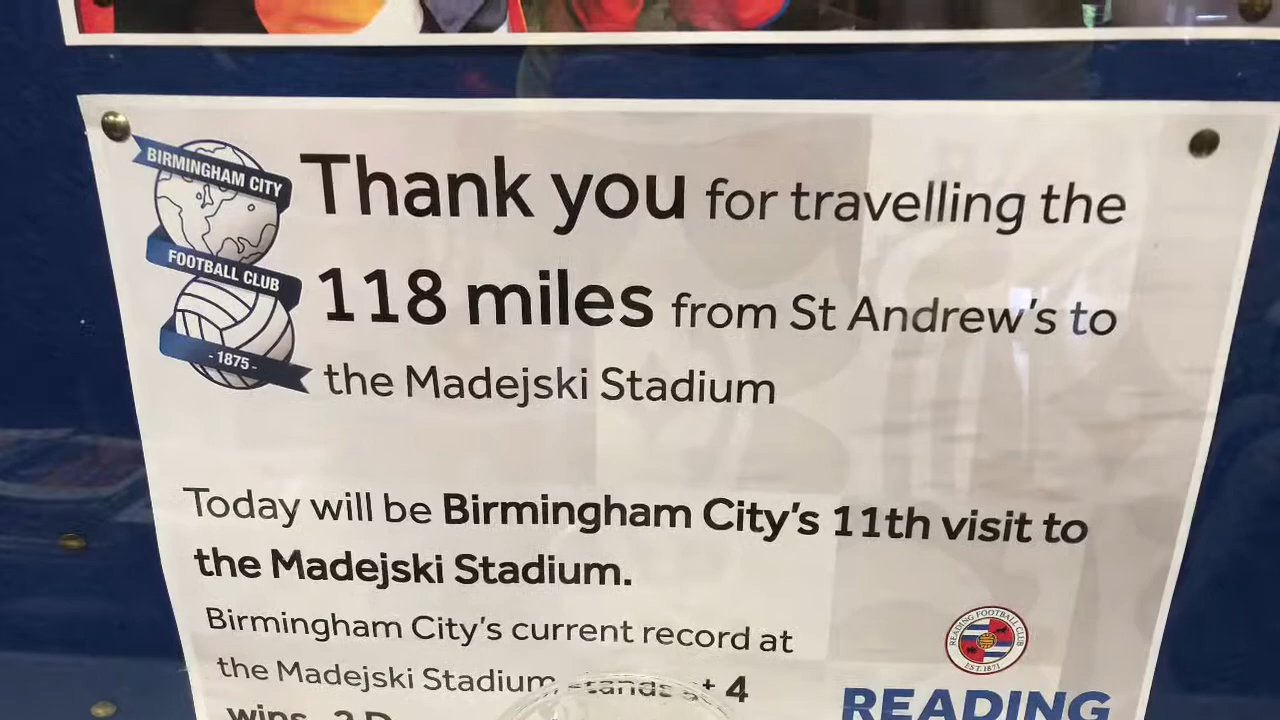 BIRMINGHAM CITY
FOOTBALL CLUB
- 1875 -
Thank you for travelling the
118 miles from St Andrew's to
the Madejski Stadium
Today will be Birmingham City's 11th visit to
the Madejski Stadium.
Birmingham City's current record at
the Madejski Stadium stands at 4
wins
READING FOOTBALL CLUB
EST. 1871
READING